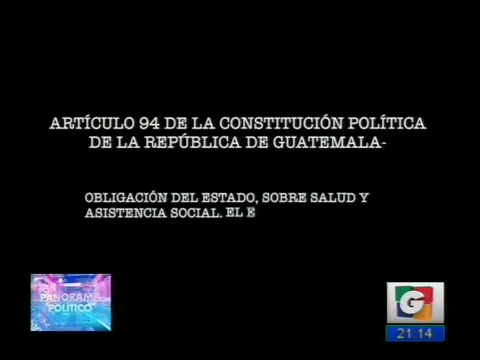 ARTÍCULO 94 DE LA CONSTITUCIÓN POLÍTICA
DE LA REPÚBLICA DE GUATEMALA-
OBLIGACIÓN DEL ESTADO, SOBRE SALUD Y
ASISTENCIA SOCIAL. EL E
PANORAMA
POLÍTICO
G
21:14